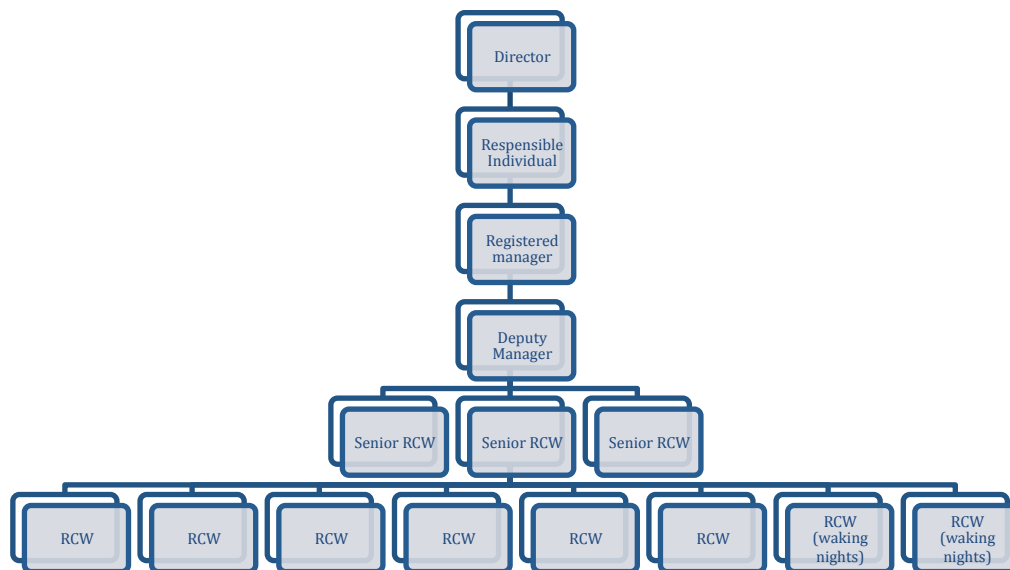 Director
Respensible
Individual
Registered
manager
Deputy
Manager
Senior RCW
Senior RCW
Senior RCW
RCW
RCW
RCW
RCW
RCW
RCW
RCW
(waking
nights)
RCW
(waking
nights)